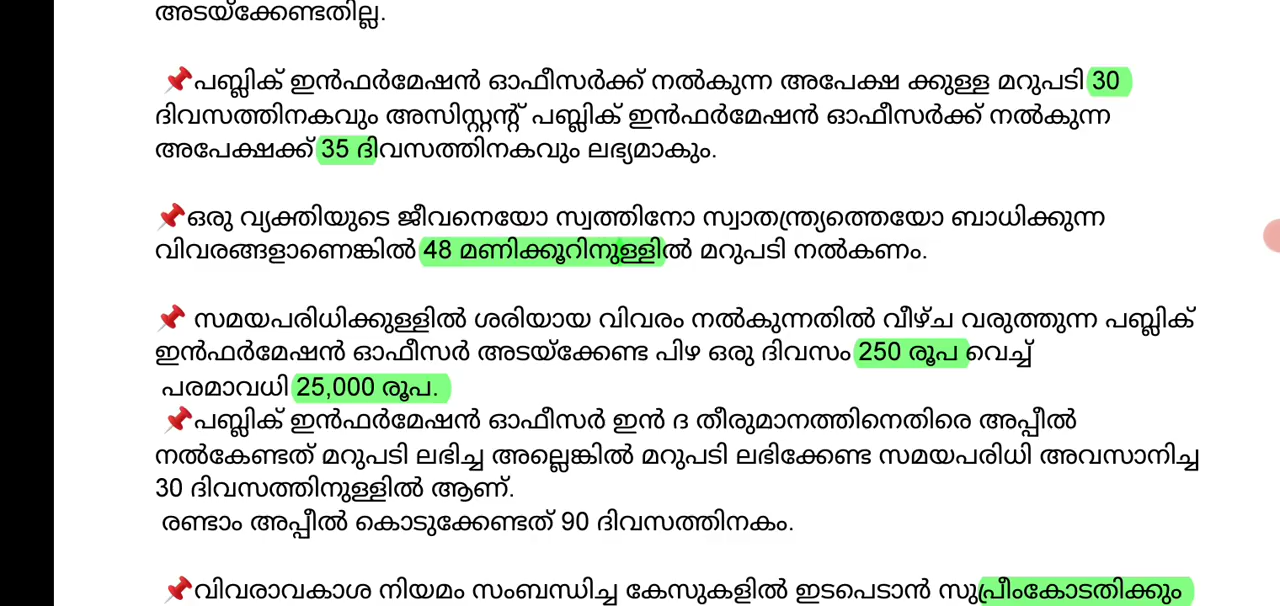 അടയ്ക്കേണ്ടതില്ല.
📌പബ്ലിക് ഇൻഫർമേഷൻ ഓഫീസർക്ക് നൽകുന്ന അപേക്ഷ ക്കുള്ള മറുപടി 30
ദിവസത്തിനകവും അസിസ്റ്റന്റ് പബ്ലിക് ഇൻഫർമേഷൻ ഓഫീസർക്ക് നൽകുന്ന
അപേക്ഷക്ക് 35 ദിവസത്തിനകവും ലഭ്യമാകും.
📌ഒരു വ്യക്തിയുടെ ജീവനെയോ സ്വത്തിനോ സ്വാതന്ത്ര്യത്തെയോ ബാധിക്കുന്ന
വിവരങ്ങളാണെങ്കിൽ 48 മണിക്കൂറിനുള്ളിൽ മറുപടി നൽകണം.
📌 സമയപരിധിക്കുള്ളിൽ ശരിയായ വിവരം നൽകുന്നതിൽ വീഴ്ച വരുത്തുന്ന പബ്ലിക്
ഇൻഫർമേഷൻ ഓഫീസർ അടയ്ക്കേണ്ട പിഴ ഒരു ദിവസം 250 രൂപ വെച്ച്
പരമാവധി 25,000 രൂപ.
📌പബ്ലിക് ഇൻഫർമേഷൻ ഓഫീസർ ഇൻ ദ തീരുമാനത്തിനെതിരെ അപ്പീൽ
നൽകേണ്ടത് മറുപടി ലഭിച്ച അല്ലെങ്കിൽ മറുപടി ലഭിക്കേണ്ട സമയപരിധി അവസാനിച്ച
30 ദിവസത്തിനുള്ളിൽ ആണ്.
രണ്ടാം അപ്പീൽ കൊടുക്കേണ്ടത് 90 ദിവസത്തിനകം.
📌വിവരാവകാശ നിയമം സംബന്ധിച്ച കേസുകളിൽ ഇടപെടാൻ സുപ്രീംകോടതിക്കും